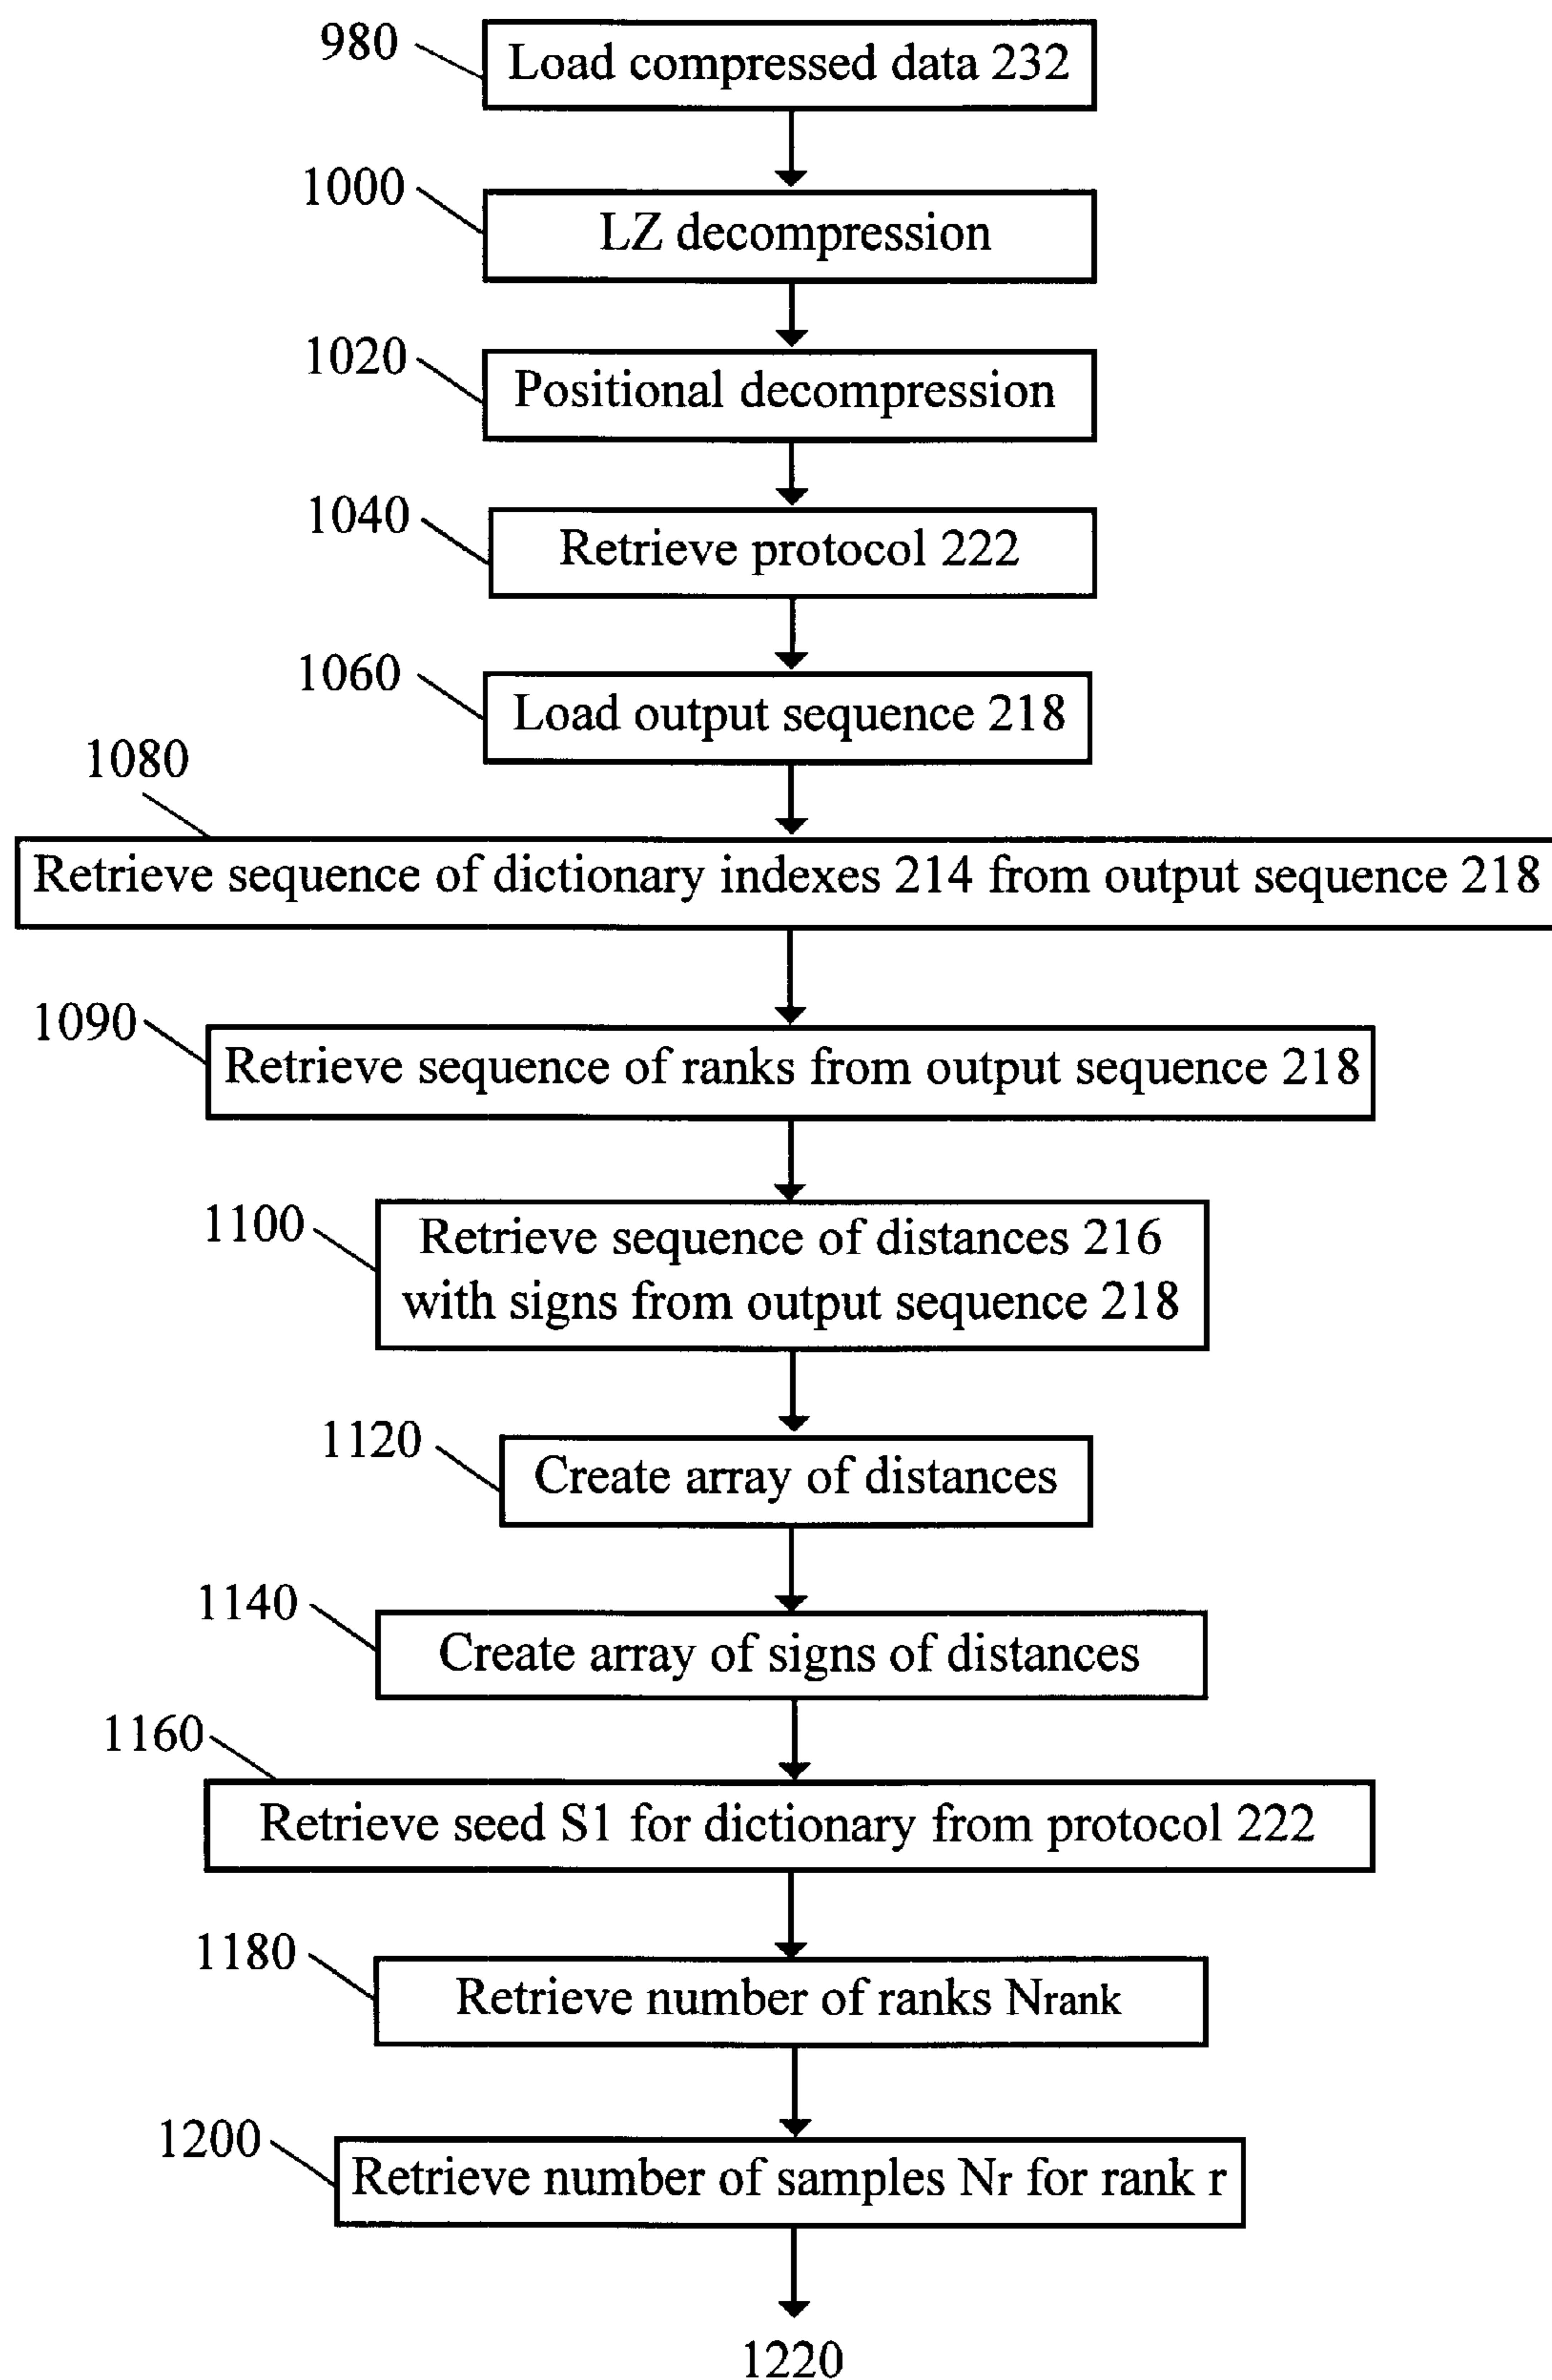 980
Load compressed data 232
1000
LZ decompression
1020
Positional decompression
1040
Retrieve protocol 222
1060
Load output sequence 218
1080
Retrieve sequence of dictionary indexes 214 from output sequence 218
1090
Retrieve sequence of ranks from output sequence 218
1100
Retrieve sequence of distances 216
with signs from output sequence 218
1120
Create array of distances
1140
Create array of signs of distances
1160
Retrieve seed S1 for dictionary from protocol 222
1180
Retrieve number of ranks Nrank
1200
Retrieve number of samples Nr for rank r
1220